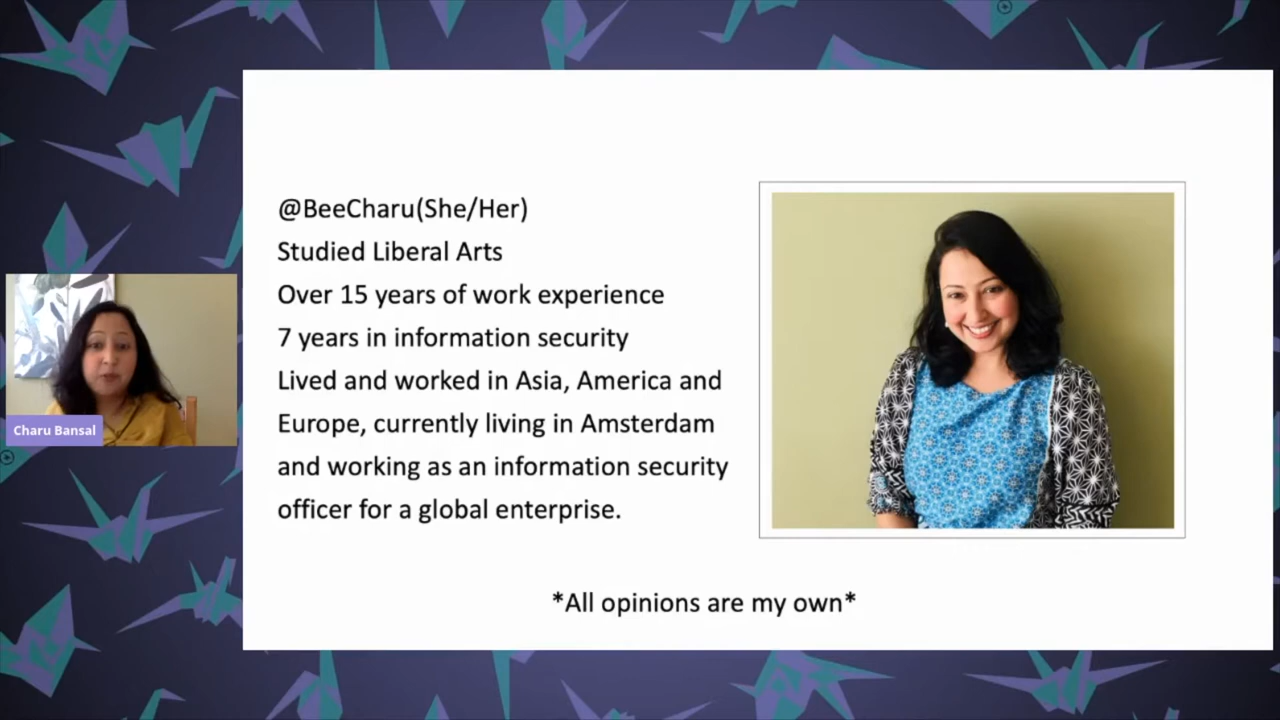 @BeeCharu(She/Her)
Studied Liberal Arts
Over 15 years of work experience
7 years in information security
Lived and worked in Asia, America and
Europe, currently living in Amsterdam
and working as an information security
officer for a global enterprise.
Charu Bansal
*All opinions are my own*